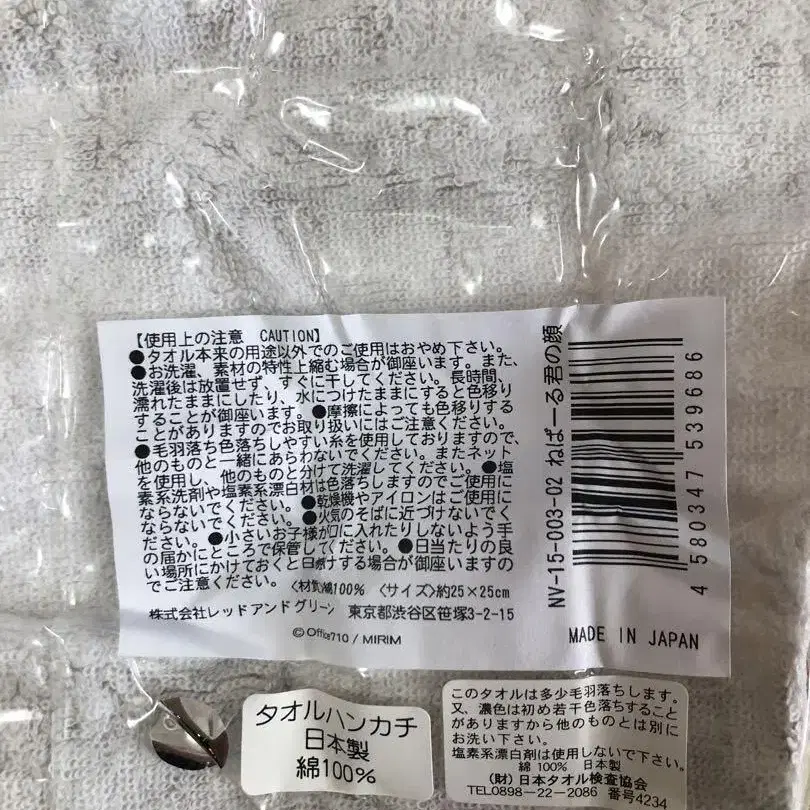 【使用上の注意 CAUTION】
●タオル本来の用途以外でのご使用はおやめ下さい。
●お洗濯、素材の特性上縮む場合が御座います。また、
洗濯後は放置せず、すぐに干してください。長時間、
濡れたままにしたり、水につけたままにすると色移り
することが御座います。●摩擦によっても色移りする
ことがありますのでお取り扱いにはご注意ください。
●毛羽落ち色落ちしやすい糸を使用しておりますので、
他のものと一緒にあらわないでください。またネット
を使用し、他のものと分けて洗濯してください。●塩
素系洗剤や塩素系漂白材は色落ちしますのでご使用に
ならないでください。●乾燥機やアイロンはご使用に
ならないでください。●火気のそばに近づけないでく
ださい。●小さいお子様が口に入れたりしないよう手
の届かにところで保管してください。●日当たりの良
い場所にかけておくと日焼けする場合が御座いますの
でご注意ください。 〈材質〉綿100% 〈サイズ〉約25×25cm
株式会社レッド アンド グリーン 東京都渋谷区笹塚3-2-15
© Office710 / MIRIM
NV-15-003-02 ねばーる君の顔
4 580347 539686
MADE IN JAPAN
タオルハンカチ
日本製
綿100%
このタオルは多少毛羽落ちします。
又、濃色は初め若干色落ちすること
がありますから他のものとは別に
お洗い下さい。
塩素系漂白剤は使用しないで下さい。
綿 100% 日本製
(財) 日本タオル検査協会
TEL0898-22-2086 番号4234